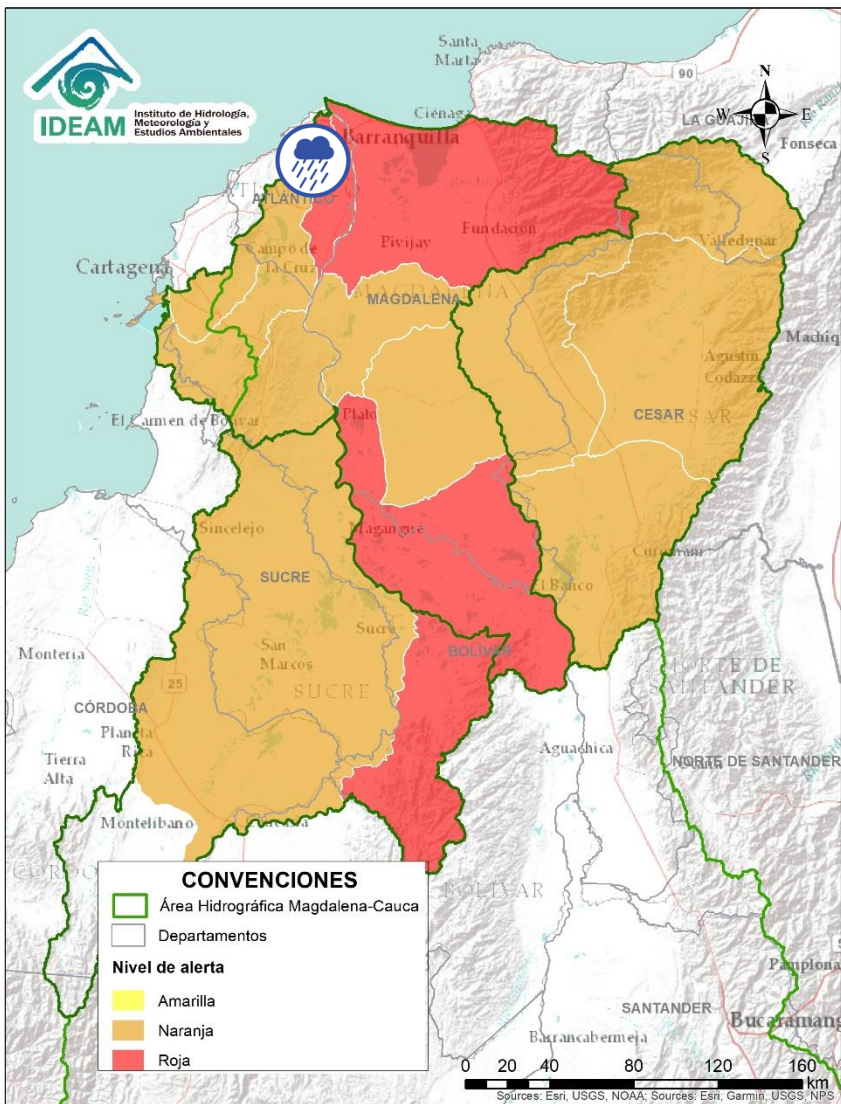 Santa
Marta
90
N
W E
S
IDEAM
Instituto de Hidrología,
Meteorología y
Estudios Ambientales
Ciénaga
LA GUAJIRA
Fonseca
Barranquilla
ATLÁNTICO
Valledupar
Campo de
la Cruz
Pivijay
Fundación
Cartagena
MAGDALENA
MAGDALENA
Agustín
Codazzi
El Carmen de Bolívar
Plato
CESAR
CESAR
Sincelejo
Magangué
Curumaní
SUCRE
El Banco
Sucre
San
Marcos
BOLÍVAR
Montería
25
SUCRE
NORTE DE
SANTANDER
CÓRDOBA
Planeta
Rica
Tierra
Alta
Aguachica
NORTE DE SANTANDER
Montelíbano
BOLÍVAR
CONVENCIONES
Área Hidrográfica Magdalena-Cauca
Departamentos
Nivel de alerta
Amarilla
Naranja
Roja
Pamplona
SANTANDER
Bucaramang
Barrancabermeja
0 20 40 80 120 160
km
Sources: Esri, USGS, NOAA; Sources: Esri, Garmin, USGS, NPS